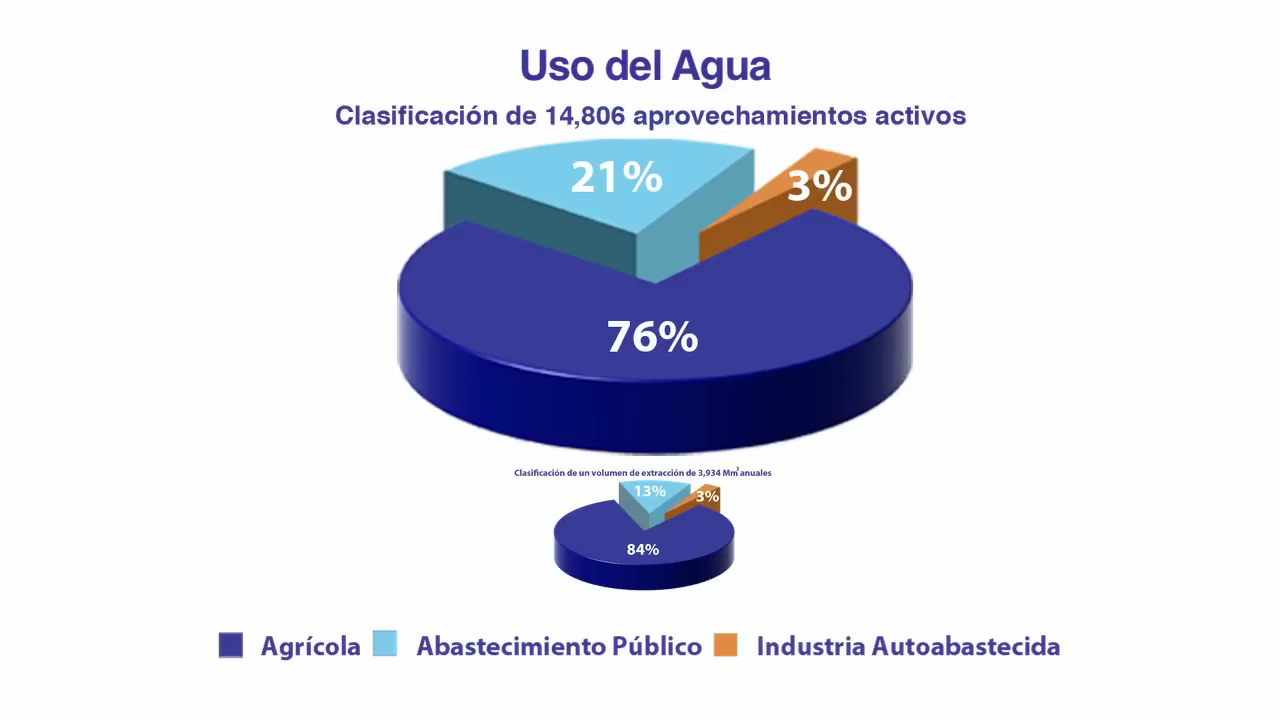 Uso del Agua
Clasificación de 14,806 aprovechamientos activos
21%
3%
76%
Clasificación de un volumen de extracción de 3,934 Mm³ anuales
13%
3%
84%
Agrícola Abastecimiento Público Industria Autoabastecida